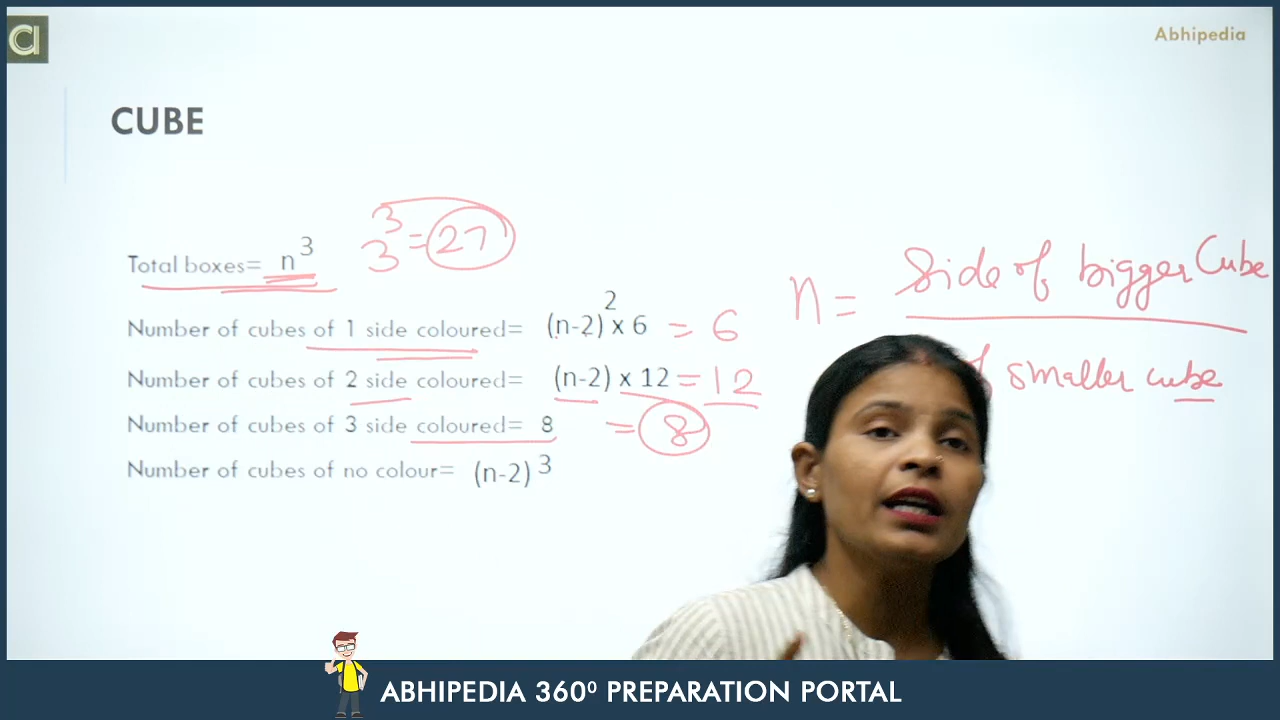 Abhipedia
CUBE
Total boxes= n³ 3³ = 27
Number of cubes of 1 side coloured= (n-2)² x 6 = 6
n = Side of bigger Cube
Number of cubes of 2 side coloured= (n-2) x 12 = 12
smaller cube
Number of cubes of 3 side coloured= 8 = 8
Number of cubes of no colour= (n-2)³
ABHIPEDIA 360⁰ PREPARATION PORTAL